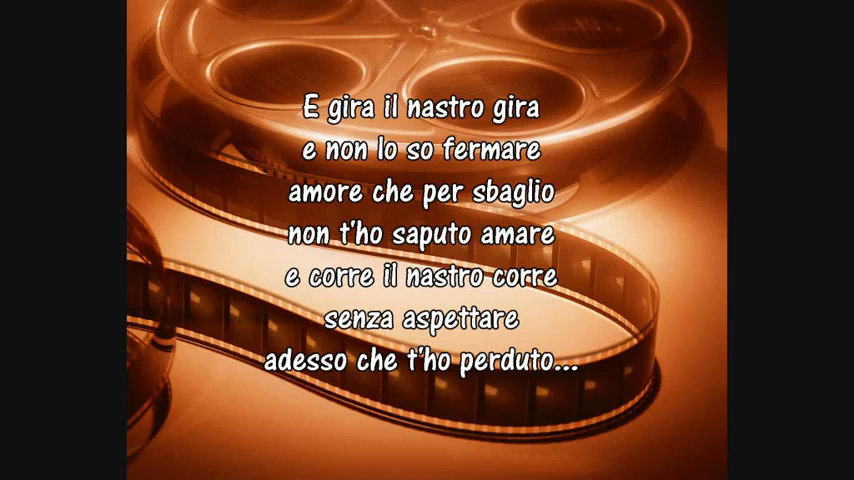 E gira il nastro gira
e non lo so fermare
amore che per sbaglio
non t'ho saputo amare
e corre il nastro corre
senza aspettare
adesso che t'ho perduto...